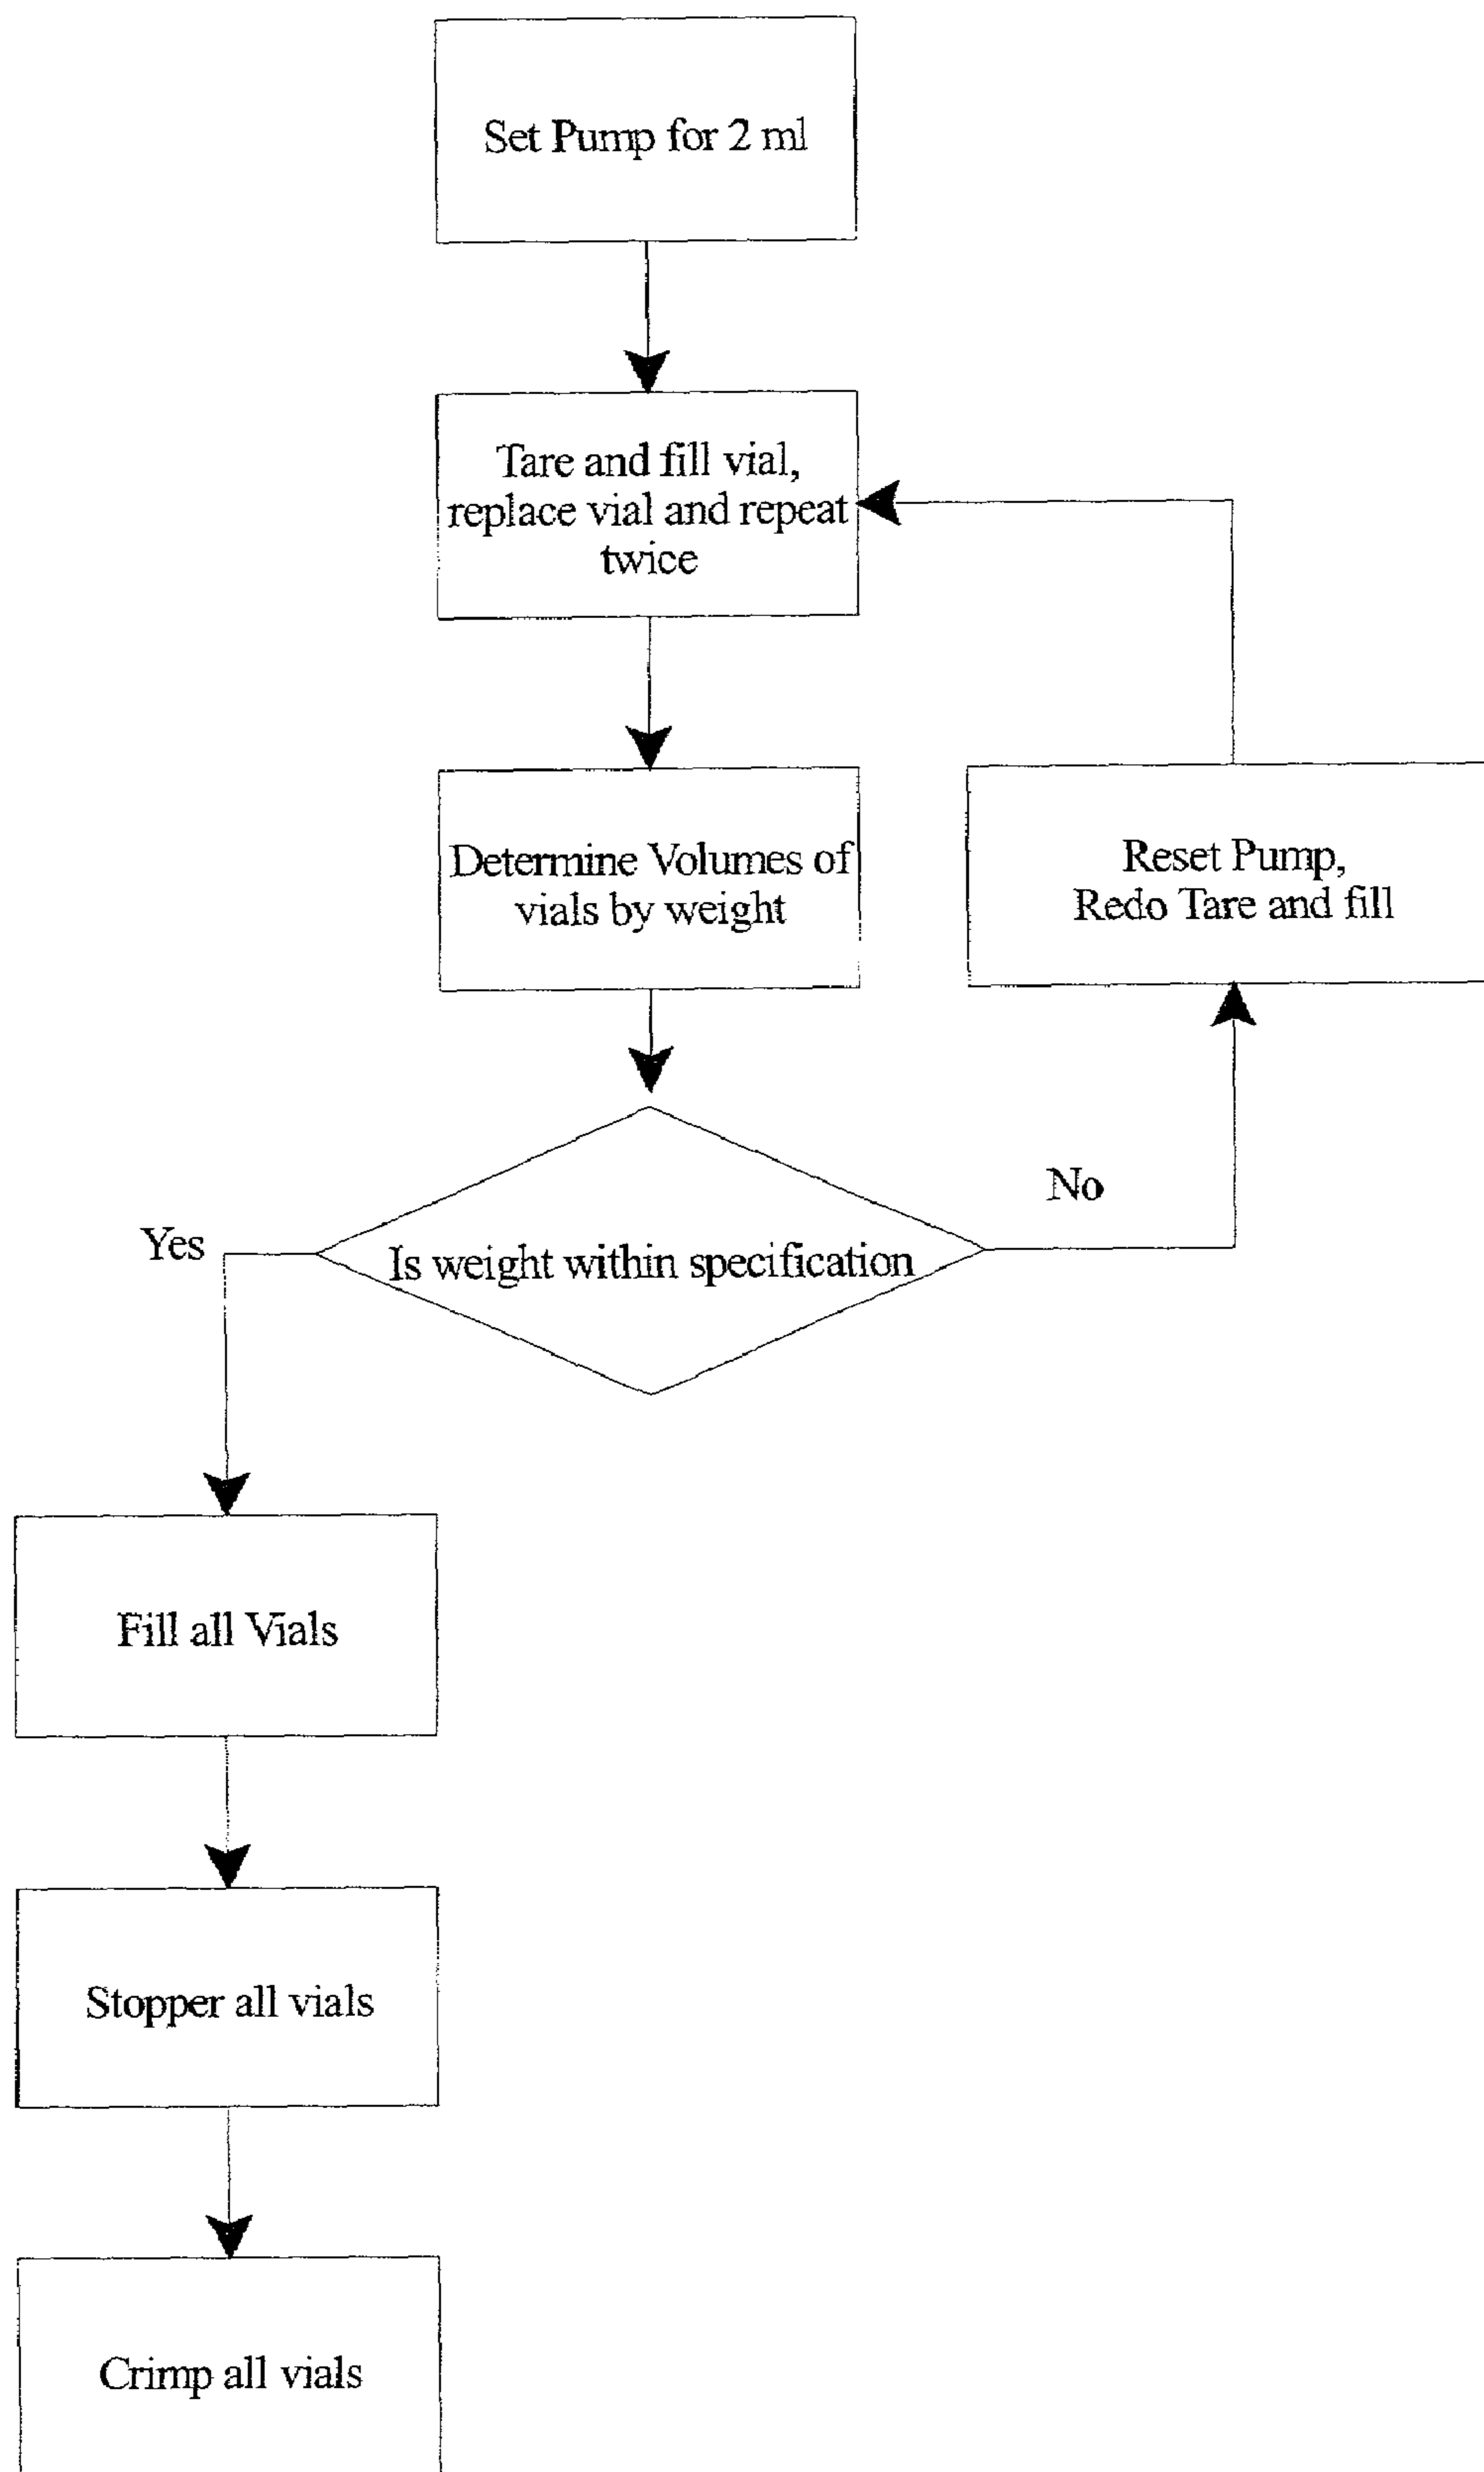 Set Pump for 2 ml
Tare and fill vial,
replace vial and repeat
twice
Determine Volumes of
vials by weight
Reset Pump,
Redo Tare and fill
No
Yes
Is weight within specification
Fill all Vials
Stopper all vials
Crimp all vials